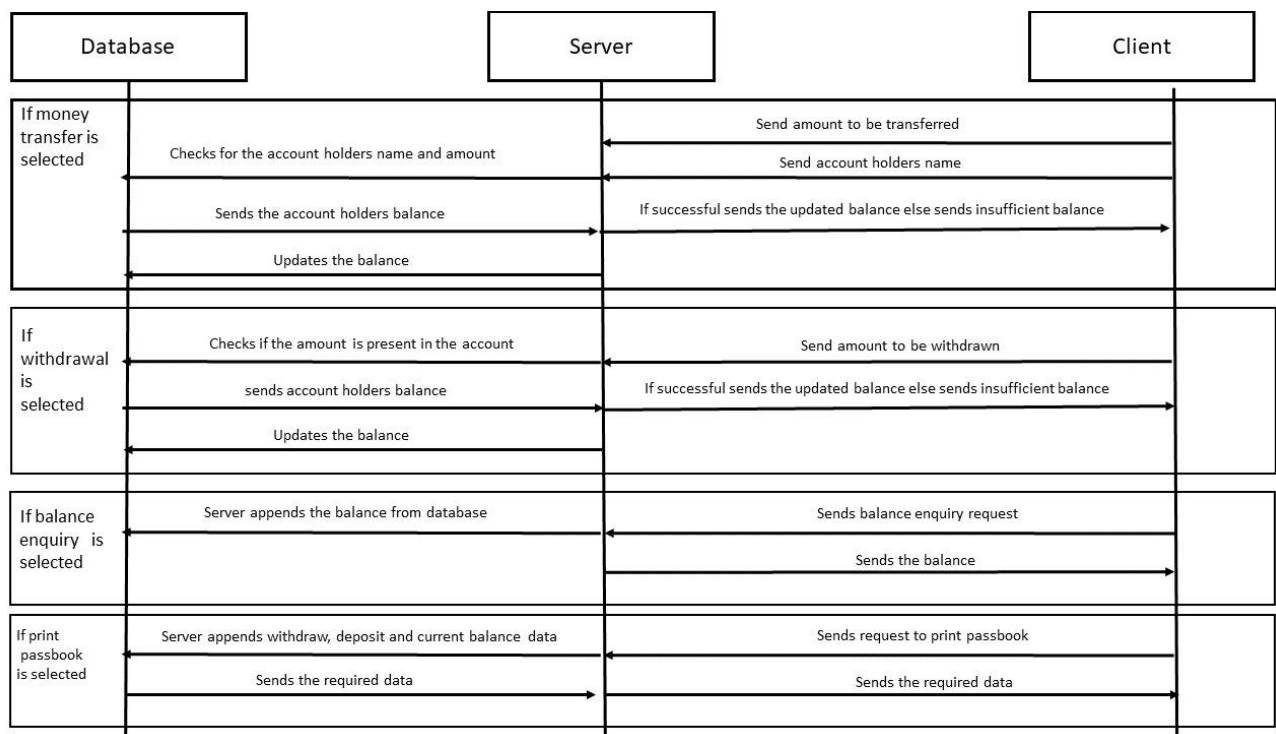 Database
Server
Client
If money
transfer is
selected
Send amount to be transferred
Checks for the account holders name and amount
Send account holders name
Sends the account holders balance
If successful sends the updated balance else sends insufficient balance
Updates the balance
If
withdrawal
is
selected
Checks if the amount is present in the account
Send amount to be withdrawn
sends account holders balance
If successful sends the updated balance else sends insufficient balance
Updates the balance
If balance
enquiry is
selected
Server appends the balance from database
Sends balance enquiry request
Sends the balance
If print
passbook
is selected
Server appends withdraw, deposit and current balance data
Sends request to print passbook
Sends the required data
Sends the required data